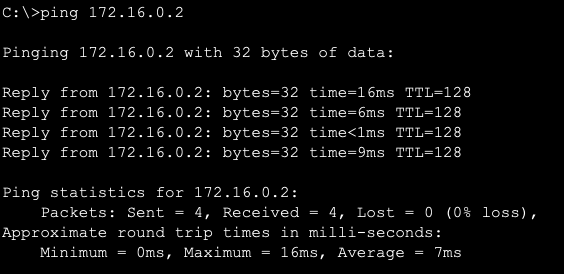 C:\>ping 172.16.0.2
Pinging 172.16.0.2 with 32 bytes of data:
Reply from 172.16.0.2: bytes=32 time=16ms TTL=128
Reply from 172.16.0.2: bytes=32 time=6ms TTL=128
Reply from 172.16.0.2: bytes=32 time<1ms TTL=128
Reply from 172.16.0.2: bytes=32 time=9ms TTL=128
Ping statistics for 172.16.0.2:
    Packets: Sent = 4, Received = 4, Lost = 0 (0% loss),
Approximate round trip times in milli-seconds:
    Minimum = 0ms, Maximum = 16ms, Average = 7ms